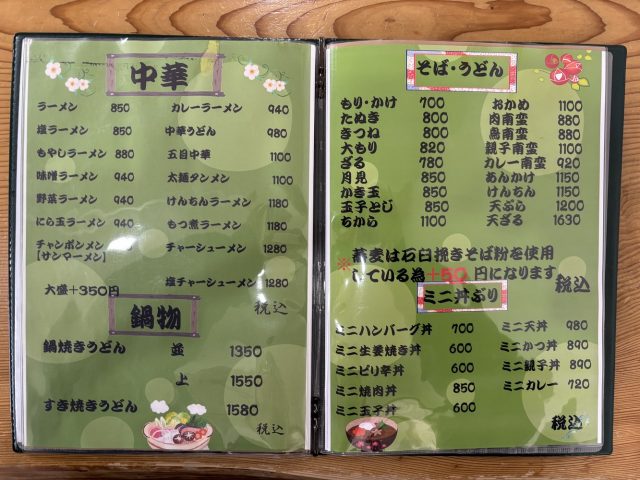 中華
ラーメン 850
塩ラーメン 850
もやしラーメン 880
味噌ラーメン 940
野菜ラーメン 940
にら玉ラーメン 940
チャンポンメン
【サンマーメン】
大盛+350円
カレーラーメン 940
中華うどん 980
五目中華 1100
太麺タンメン 1100
けんちんラーメン 1180
もつ煮ラーメン 1180
チャーシューメン 1280
塩チャーシューメン 1280
税込
鍋物
鍋焼きうどん 並 1350
上 1550
すき焼きうどん 1580
税込
そば・うどん
もり・かけ 700
たぬき 800
きつね 800
大もり 820
ざる 780
月見 850
かき玉 850
玉子とじ 850
ちから 1100
おかめ 1100
肉南蛮 880
鳥南蛮 880
親子南蛮 1100
カレー南蛮 920
あんかけ 1150
けんちん 1150
天ぷら 1200
天ざる 1630
※蕎麦は石臼挽きそば粉を使用
している為+50円になります
税込
ミニ丼ぶり
ミニハンバーグ丼 700
ミニ生姜焼き丼 600
ミニピリ辛丼 600
ミニ焼肉丼 850
ミニ玉子丼 600
ミニ天丼 980
ミニかつ丼 890
ミニ親子丼 890
ミニカレー 720
税込